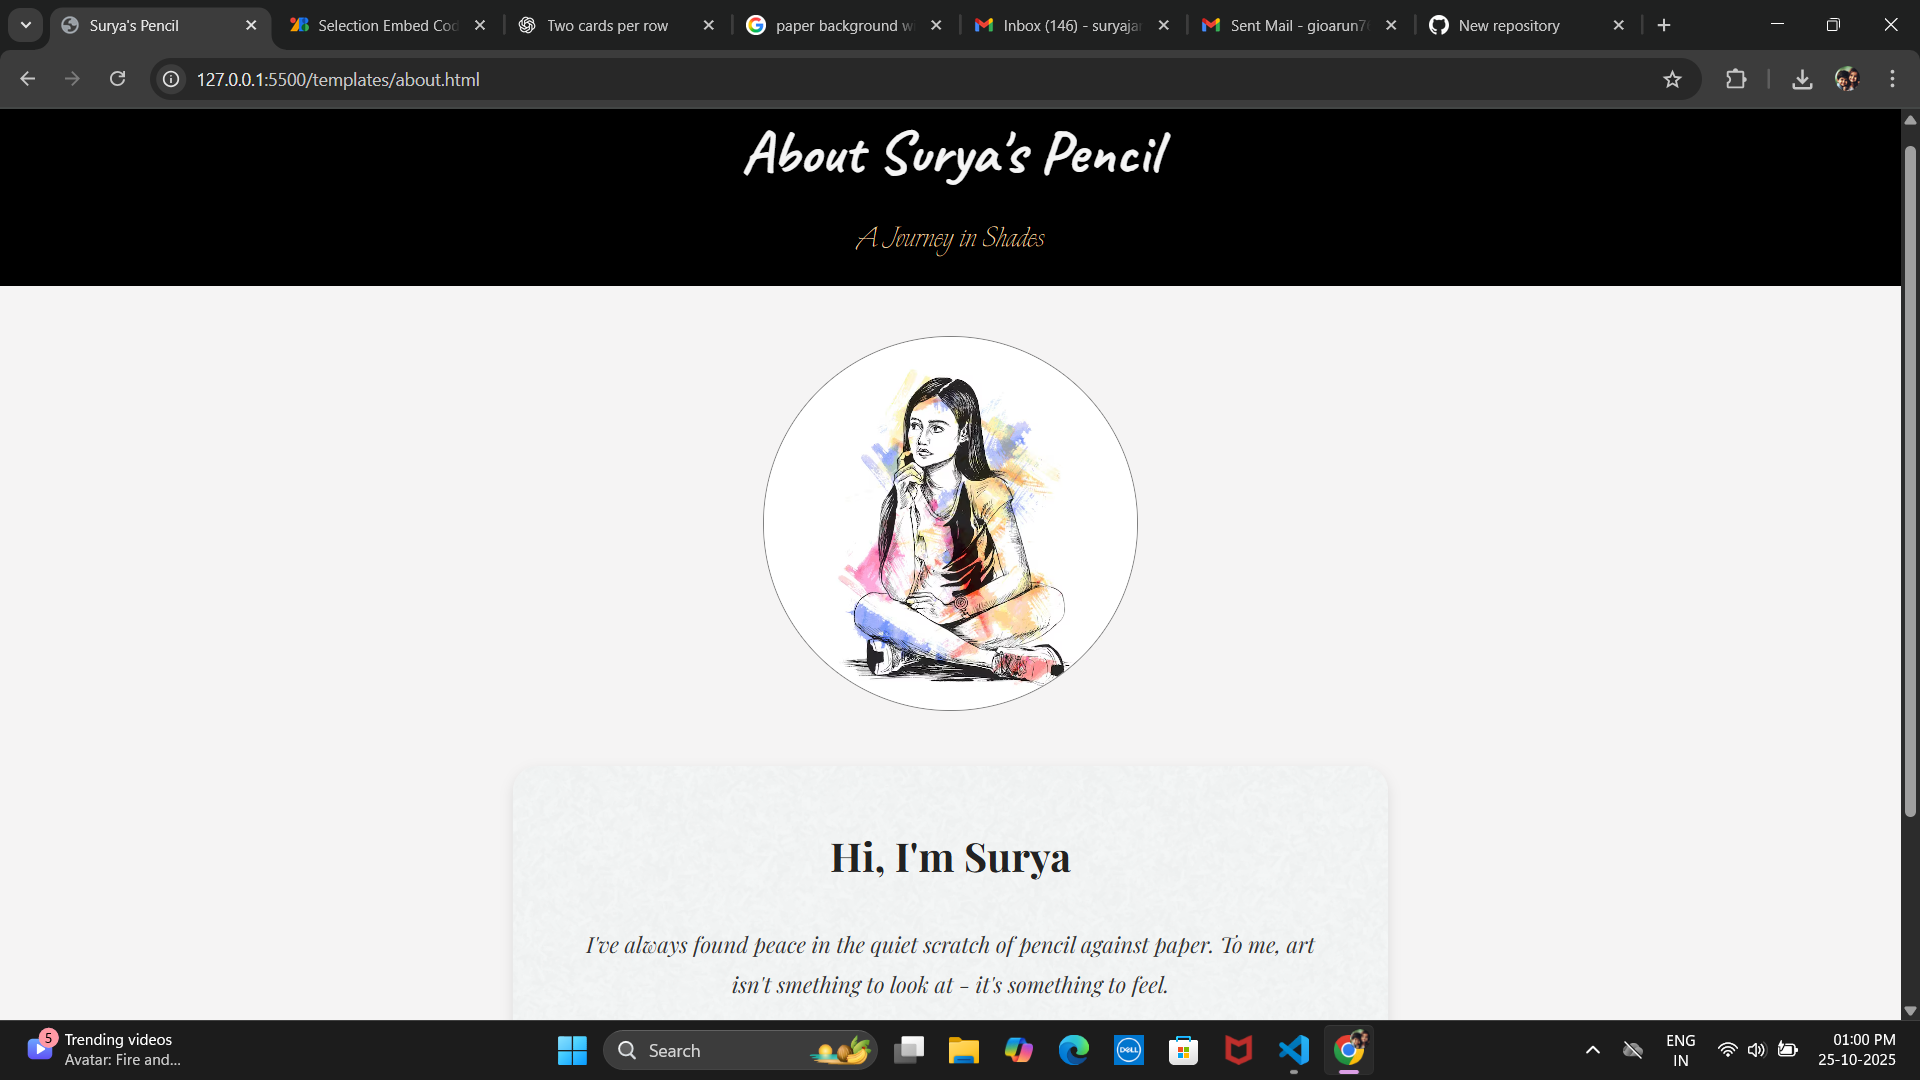 Surya's Pencil
Selection Embed Cod
Two cards per row
paper background w
Inbox (146) - suryaja
Sent Mail - gioarun76
New repository
127.0.0.1:5500/templates/about.html
About Surya's Pencil
A Journey in Shades
Hi, I'm Surya
I've always found peace in the quiet scratch of pencil against paper. To me, art
isn't smething to look at - it's something to feel.
5
Trending videos
Avatar: Fire and...
Search
DELL
ENG
IN
01:00 PM
25-10-2025